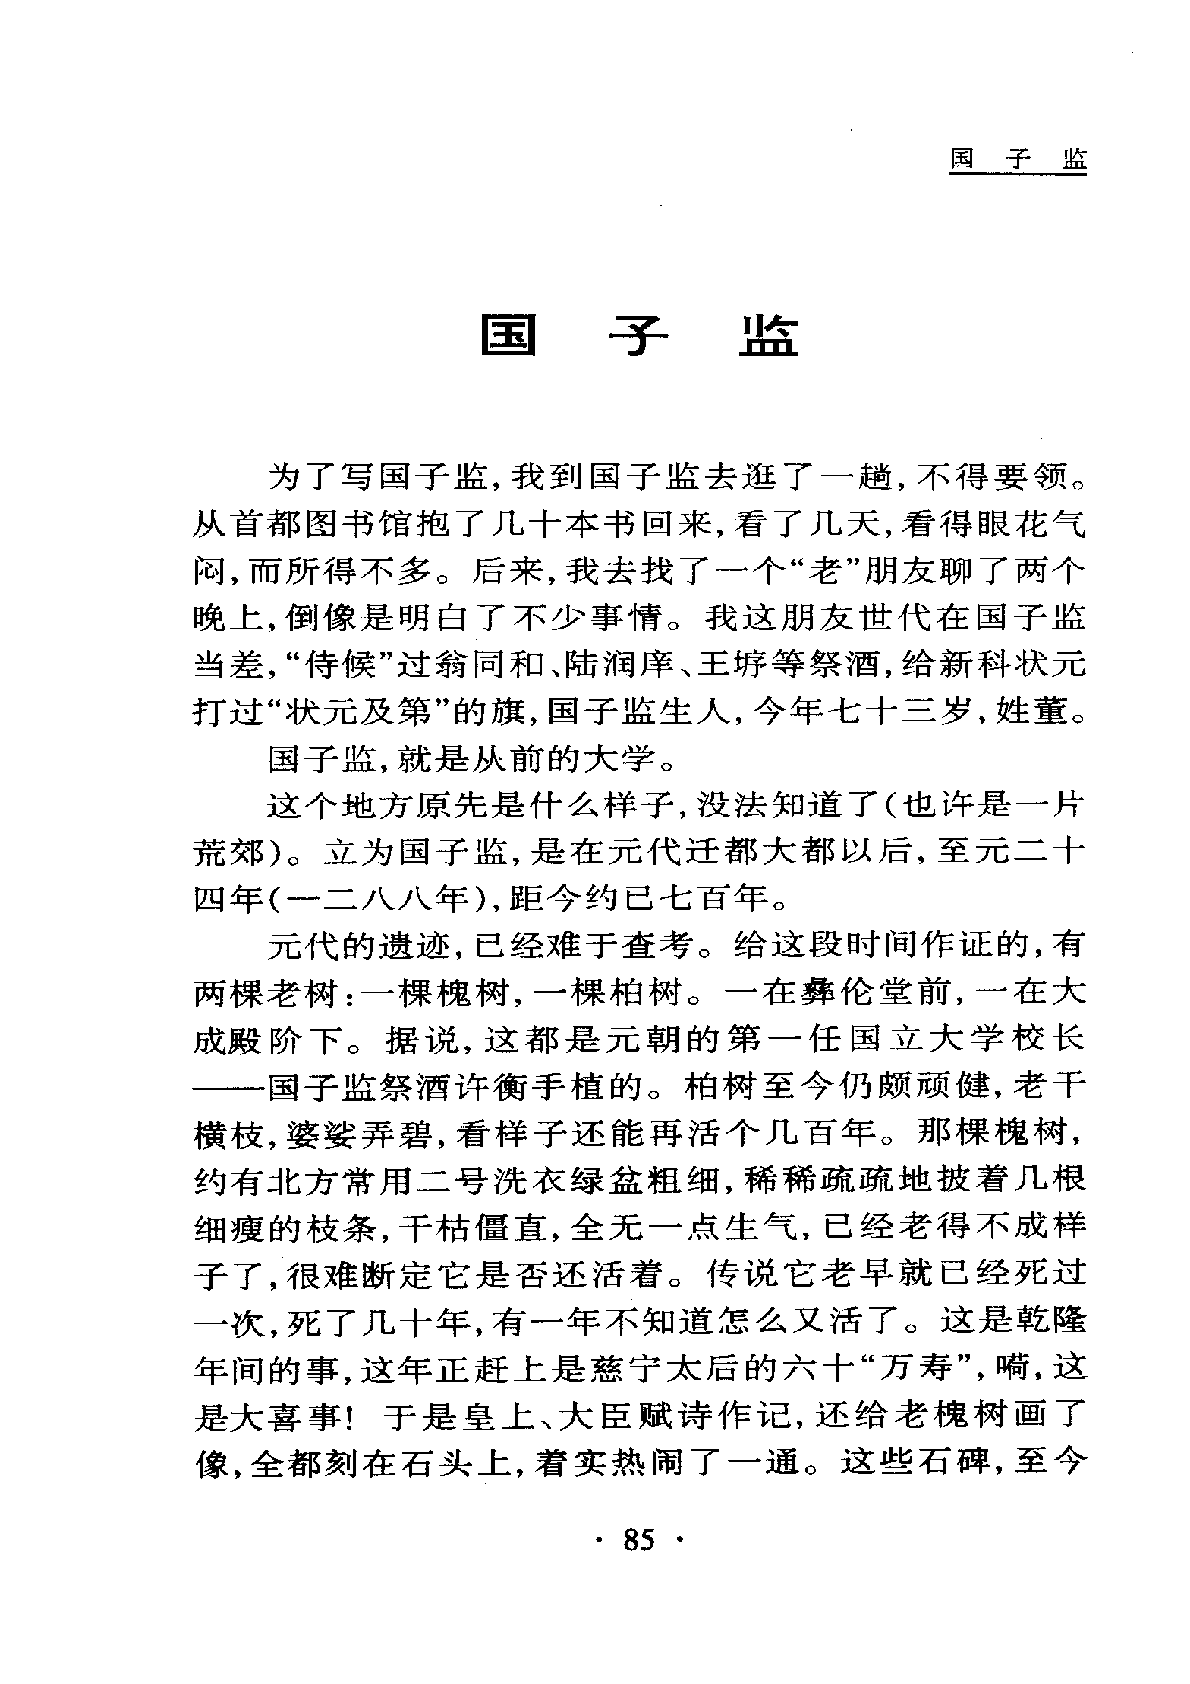 国 子 监
国 子 监
为了写国子监,我到国子监去逛了一趟,不得要领。
从首都图书馆抱了几十本书回来,看了几天,看得眼花气
闷,而所得不多。后来,我去找了一个“老”朋友聊了两个
晚上,倒像是明白了不少事情。我这朋友世代在国子监
当差,“侍候”过翁同和、陆润庠、王垿等祭酒,给新科状元
打过“状元及第”的旗,国子监生人,今年七十三岁,姓董。
国子监,就是从前的大学。
这个地方原先是什么样子,没法知道了(也许是一片
荒郊)。立为国子监,是在元代迁都大都以后,至元二十
四年(一二八八年),距今约已七百年。
元代的遗迹,已经难于查考。给这段时间作证的,有
两棵老树:一棵槐树,一棵柏树。一在彝伦堂前,一在大
成殿阶下。据说,这都是元朝的第一任国立大学校长
——国子监祭酒许衡手植的。柏树至今仍颇顽健,老干
横枝,婆娑弄碧,看样子还能再活个几百年。那棵槐树,
约有北方常用二号洗衣绿盆粗细,稀稀疏疏地披着几根
细瘦的枝条,干枯僵直,全无一点生气,已经老得不成样
子了,很难断定它是否还活着。传说它老早就已经死过
一次,死了几十年,有一年不知道怎么又活了。这是乾隆
年间的事,这年正赶上是慈宁太后的六十“万寿”,嗬,这
是大喜事!于是皇上、大臣赋诗作记,还给老槐树画了
像,全都刻在石头上,着实热闹了一通。这些石碑,至今
· 85 ·